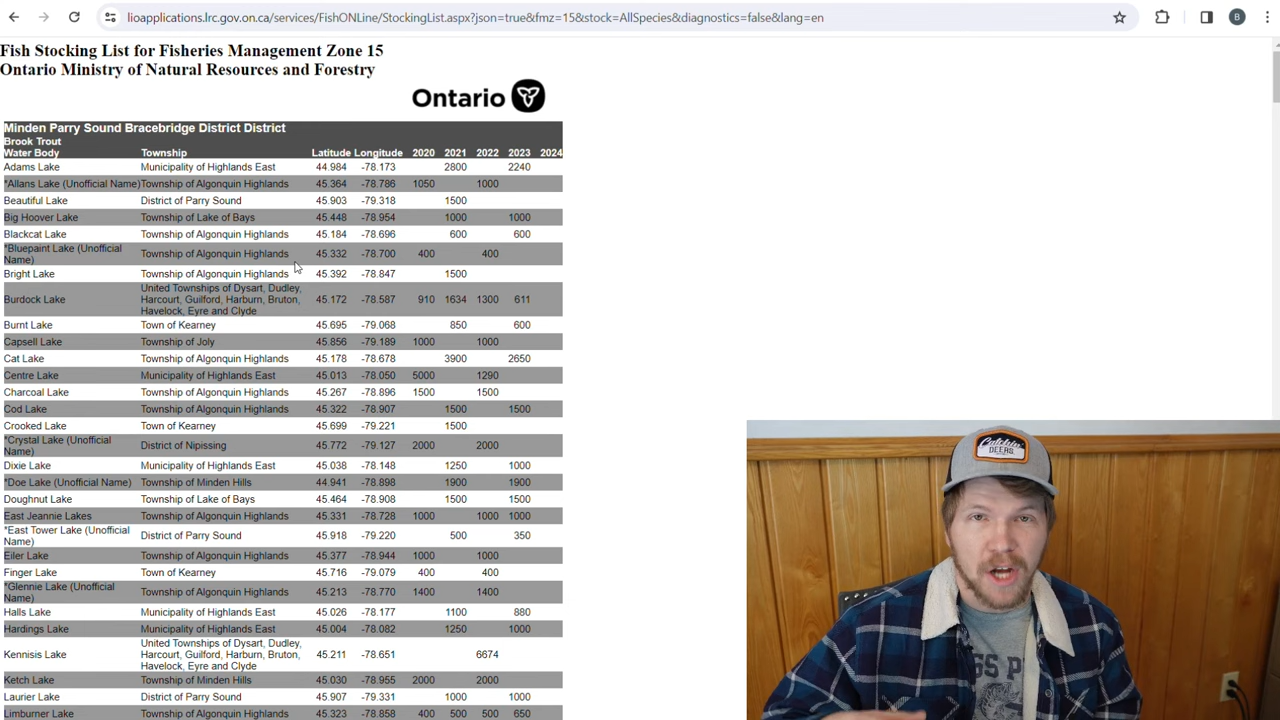 lioapplications.lrc.gov.on.ca/services/FishONLine/StockingList.aspx?json=true&fmz=15&stock=AllSpecies&diagnostics=false&lang=en
B
Fish Stocking List for Fisheries Management Zone 15
Ontario Ministry of Natural Resources and Forestry
Ontario
Minden Parry Sound Bracebridge District District
Brook Trout
Water Body Township Latitude Longitude 2020 2021 2022 2023 2024
Adams Lake Municipality of Highlands East 44.984 -78.173 2800 2240
*Allans Lake (Unofficial Name) Township of Algonquin Highlands 45.364 -78.786 1050 1000
Beautiful Lake District of Parry Sound 45.903 -79.318 1500
Big Hoover Lake Township of Lake of Bays 45.448 -78.954 1000 1000
Blackcat Lake Township of Algonquin Highlands 45.184 -78.696 600 600
*Bluepaint Lake (Unofficial
Name) Township of Algonquin Highlands 45.332 -78.700 400 400
Bright Lake Township of Algonquin Highlands 45.392 -78.847 1500
United Townships of Dysart, Dudley,
Burdock Lake Harcourt, Guilford, Harburn, Bruton, 45.172 -78.587 910 1634 1300 611
Havelock, Eyre and Clyde
Burnt Lake Town of Kearney 45.695 -79.068 850 600
Capsell Lake Township of Joly 45.856 -79.189 1000 1000
Cat Lake Township of Algonquin Highlands 45.178 -78.678 3900 2650
Centre Lake Municipality of Highlands East 45.013 -78.050 5000 1290
Charcoal Lake Township of Algonquin Highlands 45.267 -78.896 1500 1500
Cod Lake Township of Algonquin Highlands 45.322 -78.907 1500 1500
Crooked Lake Town of Kearney 45.699 -79.221 1500
*Crystal Lake (Unofficial
Name) District of Nipissing 45.772 -79.127 2000 2000
Dixie Lake Municipality of Highlands East 45.038 -78.148 1250 1000
*Doe Lake (Unofficial Name) Township of Minden Hills 44.941 -78.898 1900 1900
Doughnut Lake Township of Lake of Bays 45.464 -78.908 1500 1500
East Jeannie Lakes Township of Algonquin Highlands 45.331 -78.728 1000 1000 1000
*East Tower Lake (Unofficial
Name) District of Parry Sound 45.918 -79.220 500 350
Eiler Lake Township of Algonquin Highlands 45.377 -78.944 1000 1000
Finger Lake Town of Kearney 45.716 -79.079 400 400
*Glennie Lake (Unofficial
Name) Township of Algonquin Highlands 45.213 -78.770 1400 1400
Halls Lake Municipality of Highlands East 45.026 -78.177 1100 880
Hardings Lake Municipality of Highlands East 45.004 -78.082 1250 1000
United Townships of Dysart, Dudley,
Kennisis Lake Harcourt, Guilford, Harburn, Bruton, 45.211 -78.651 6674
Havelock, Eyre and Clyde
Ketch Lake Township of Minden Hills 45.030 -78.955 2000 2000
Laurier Lake District of Parry Sound 45.907 -79.331 1000 1000
Limburner Lake Township of Algonquin Highlands 45.323 -78.858 400 500 500 650
Catchin'
DEERS.